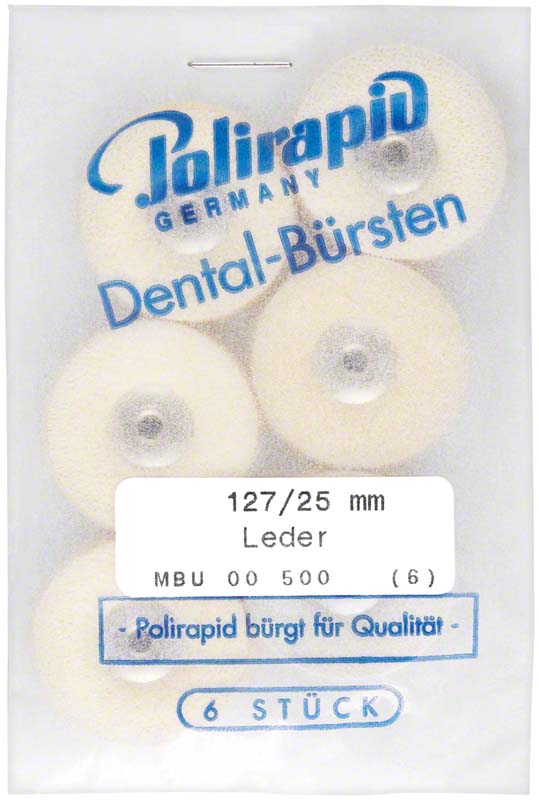 Polirapid
GERMANY
Dental-Bürsten
127/25 mm
Leder
MBU 00 500 (6)
- Polirapid bürgt für Qualität -
6 STÜCK